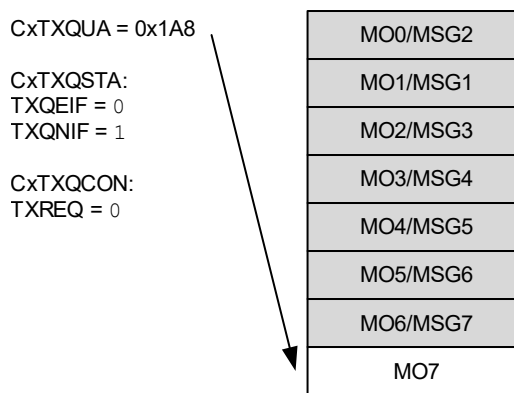 CxTXQUA = 0x1A8
CxTXQSTA:
TXQEIF = 0
TXQNIF = 1
CxTXQCON:
TXREQ = 0
MO0/MSG2
MO1/MSG1
MO2/MSG3
MO3/MSG4
MO4/MSG5
MO5/MSG6
MO6/MSG7
MO7